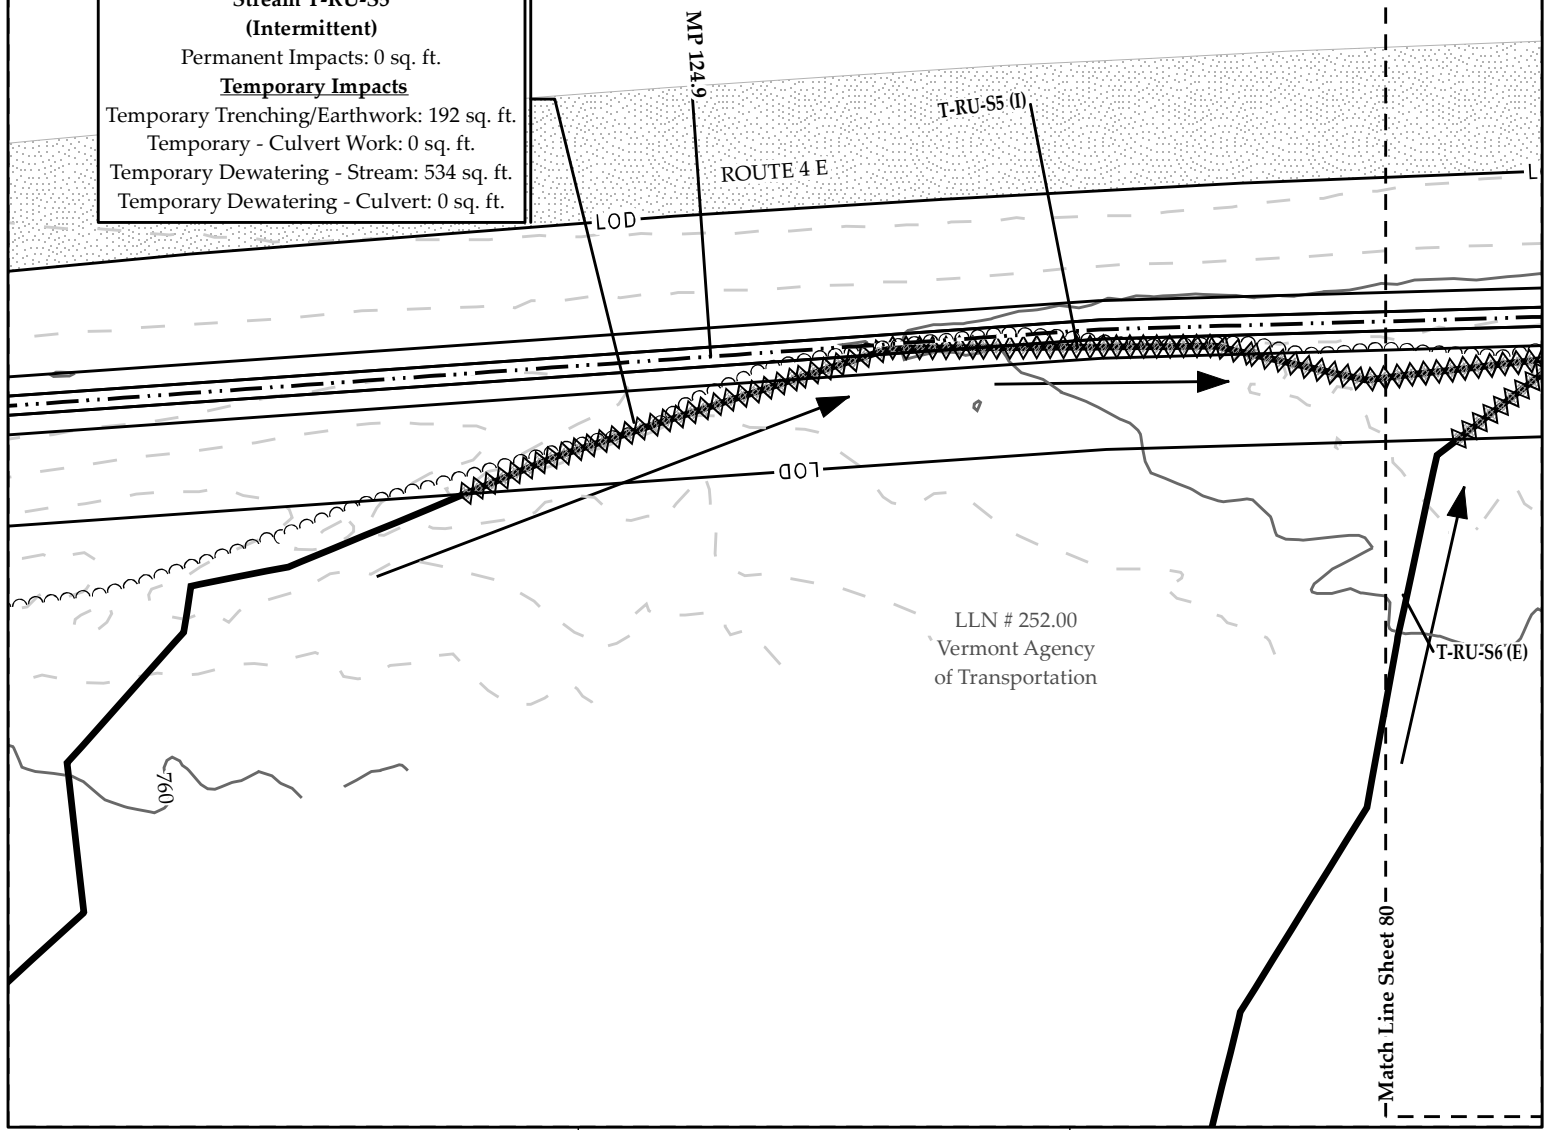 Stream T-RU-S5
(Intermittent)
Permanent Impacts: 0 sq. ft.
Temporary Impacts
Temporary Trenching/Earthwork: 192 sq. ft.
Temporary - Culvert Work: 0 sq. ft.
Temporary Dewatering - Stream: 534 sq. ft.
Temporary Dewatering - Culvert: 0 sq. ft.
MP 124.9
T-RU-S5 (I)
ROUTE 4 E
LOD
L
LOD
LLN # 252.00
Vermont Agency
of Transportation
T-RU-S6 (E)
760
Match Line Sheet 80